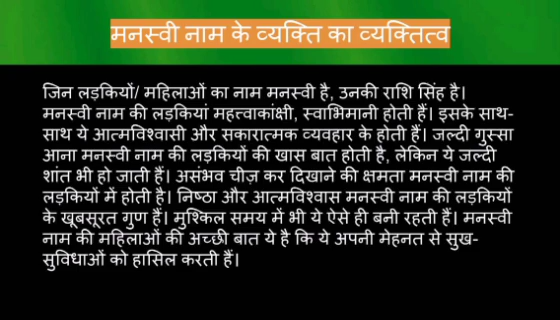 मनस्वी नाम के व्यक्ति का व्यक्तित्व
जिन लड़कियों/ महिलाओं का नाम मनस्वी है, उनकी राशि सिंह है।
मनस्वी नाम की लड़कियां महत्त्वाकांक्षी, स्वाभिमानी होती हैं। इसके साथ-
साथ ये आत्मविश्वासी और सकारात्मक व्यवहार के होती हैं। जल्दी गुस्सा
आना मनस्वी नाम की लड़कियों की खास बात होती है, लेकिन ये जल्दी
शांत भी हो जाती हैं। असंभव चीज़ कर दिखाने की क्षमता मनस्वी नाम की
लड़कियों में होती है। निष्ठा और आत्मविश्वास मनस्वी नाम की लड़कियों
के खूबसूरत गुण हैं। मुश्किल समय में भी ये ऐसे ही बनी रहती हैं। मनस्वी
नाम की महिलाओं की अच्छी बात ये है कि ये अपनी मेहनत से सुख-
सुविधाओं को हासिल करती हैं।